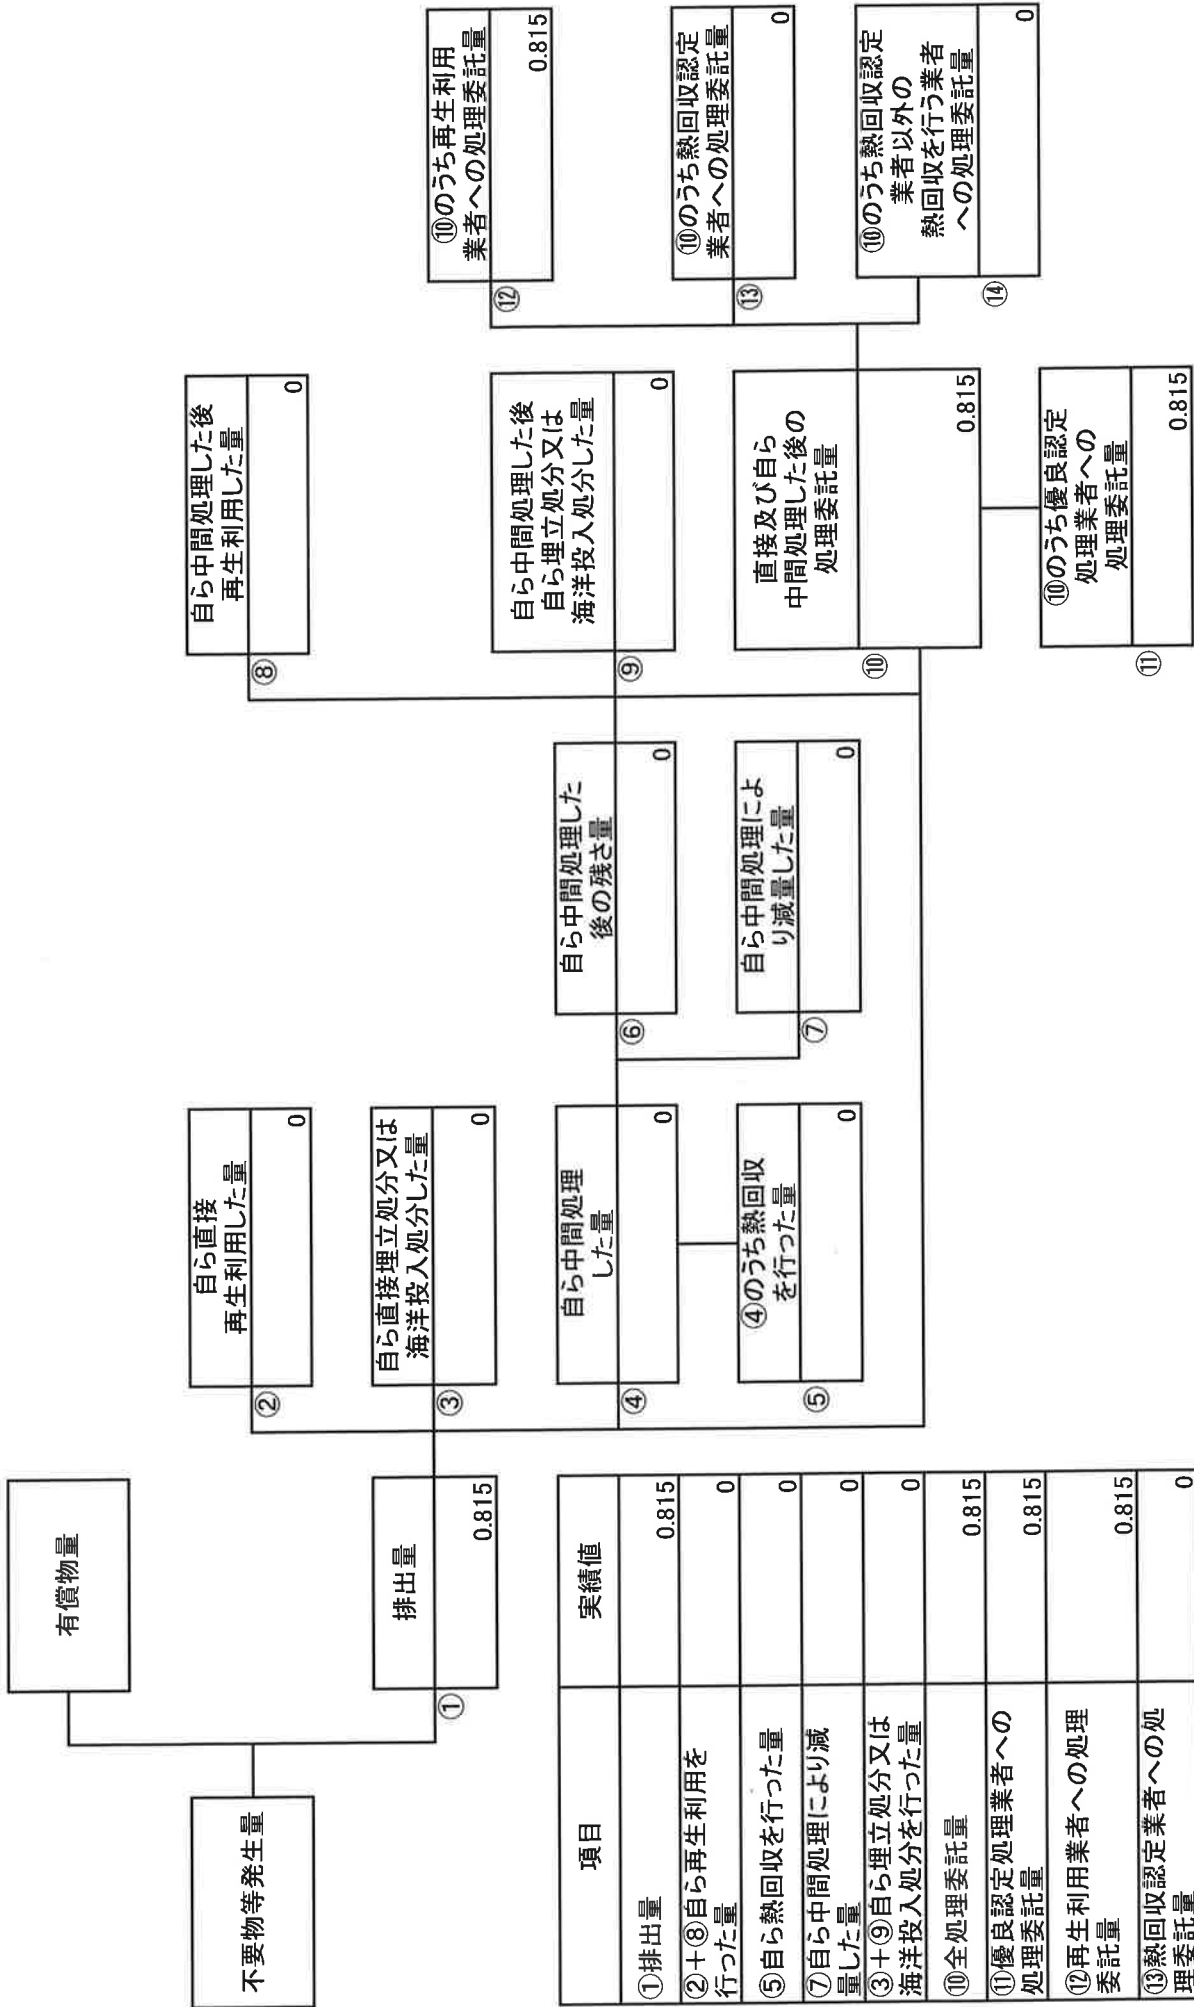 有償物量
不要物等発生量
排出量
①
0.815
自ら直接
再生利用した量
②
0
自ら直接埋立処分又は
海洋投入処分した量
③
0
自ら中間処理
した量
④
0
④のうち熱回収
を行った量
⑤
0
自ら中間処理した
後の残さ量
⑥
0
自ら中間処理によ
り減量した量
⑦
0
自ら中間処理した後
再生利用した量
⑧
0
自ら中間処理した後
自ら埋立処分又は
海洋投入処分した量
⑨
0
直接及び自ら
中間処理した後の
処理委託量
⑩
0.815
⑩のうち優良認定
処理業者への
処理委託量
⑪
0.815
⑩のうち再生利用
業者への処理委託量
⑫
0.815
⑩のうち熱回収認定
業者への処理委託量
⑬
0
⑩のうち熱回収認定
業者以外の
熱回収を行う業者
への処理委託量
⑭
0
項目 実績値
①排出量 0.815
②＋⑧自ら再生利用を
行った量 0
⑤自ら熱回収を行った量 0
⑦自ら中間処理により減
量した量 0
③＋⑨自ら埋立処分又は
海洋投入処分を行った量 0
⑩全処理委託量 0.815
⑪優良認定処理業者への
処理委託量 0.815
⑫再生利用業者への処理
委託量 0.815
⑬熱回収認定業者への処
理委託量 0